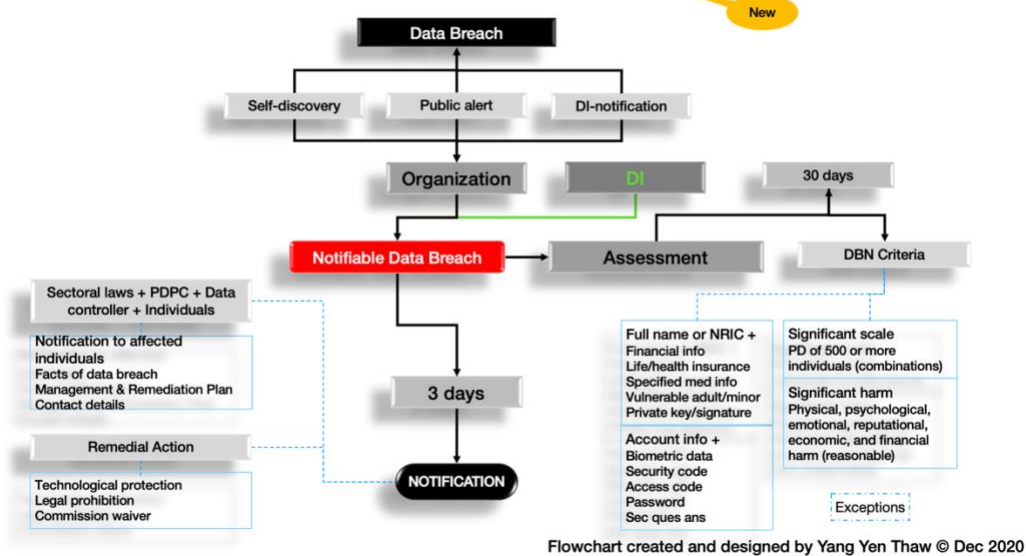 New
Data Breach
Self-discovery
Public alert
DI-notification
Organization
DI
30 days
Notifiable Data Breach
Assessment
DBN Criteria
Sectoral laws + PDPC + Data
controller + Individuals
Notification to affected
individuals
Facts of data breach
Management & Remediation Plan
Contact details
3 days
Remedial Action
Technological protection
Legal prohibition
Commission waiver
NOTIFICATION
Full name or NRIC +
Financial info
Life/health insurance
Specified med info
Vulnerable adult/minor
Private key/signature
Account info +
Biometric data
Security code
Access code
Password
Sec ques ans
Significant scale
PD of 500 or more
individuals (combinations)
Significant harm
Physical, psychological,
emotional, reputational,
economic, and financial
harm (reasonable)
Exceptions
Flowchart created and designed by Yang Yen Thaw © Dec 2020